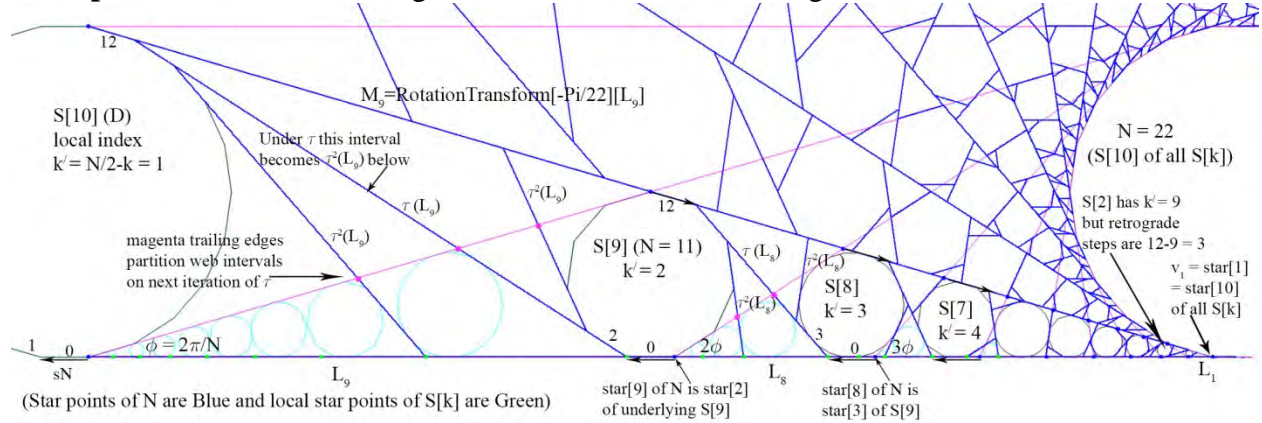 12
S[10] (D)
local index
k′= N/2-k = 1
M₉=RotationTransform[-Pi/22][L₉]
Under τ this interval
becomes τ²(L₉) below
τ²(L₉)
τ (L₉)
τ²(L₉)
magenta trailing edges
partition web intervals
on next iteration of τ
12
S[9] (N = 11)
k′= 2
τ (L₈)
τ²(L₈)
τ²(L₈)
S[8]
k′= 3
S[7]
k′= 4
N = 22
(S[10] of all S[k])
S[2] has k′= 9
but retrograde
steps are 12-9 = 3
v₁ = star[1]
= star[10]
of all S[k]
1
0
ϕ = 2π/N
2
0
2ϕ
3
0
3ϕ
sN
L₉
L₈
L₁
star[9] of N is star[2]
of underlying S[9]
star[8] of N is
star[3] of S[9]
(Star points of N are Blue and local star points of S[k] are Green)